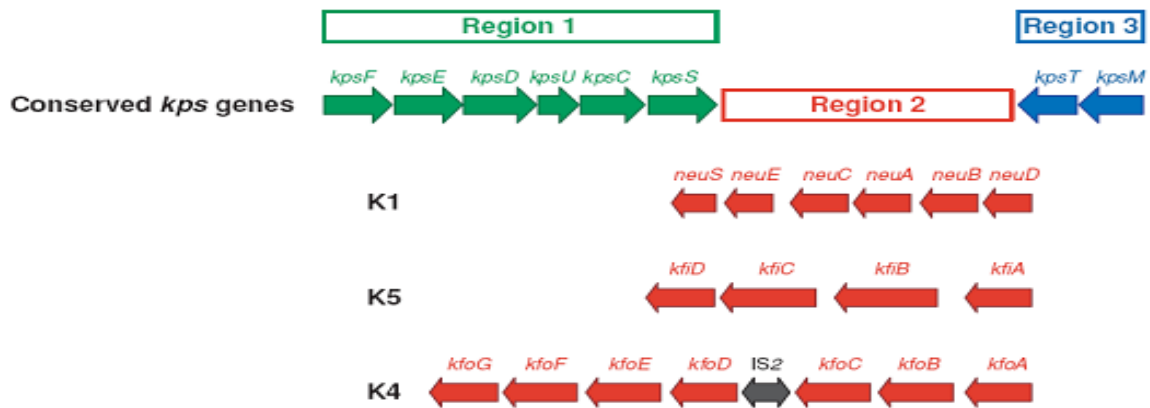 Region 1 Region 3
kpsF kpsE kpsD kpsU kpsC kpsS kpsT kpsM
Conserved kps genes Region 2
neuS neuE neuC neuA neuB neuD
K1
kfiD kfiC kfiB kfiA
K5
kfoG kfoF kfoE kfoD IS2 kfoC kfoB kfoA
K4